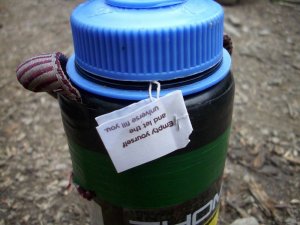 "Empty yourself
and let the
universe fill you.